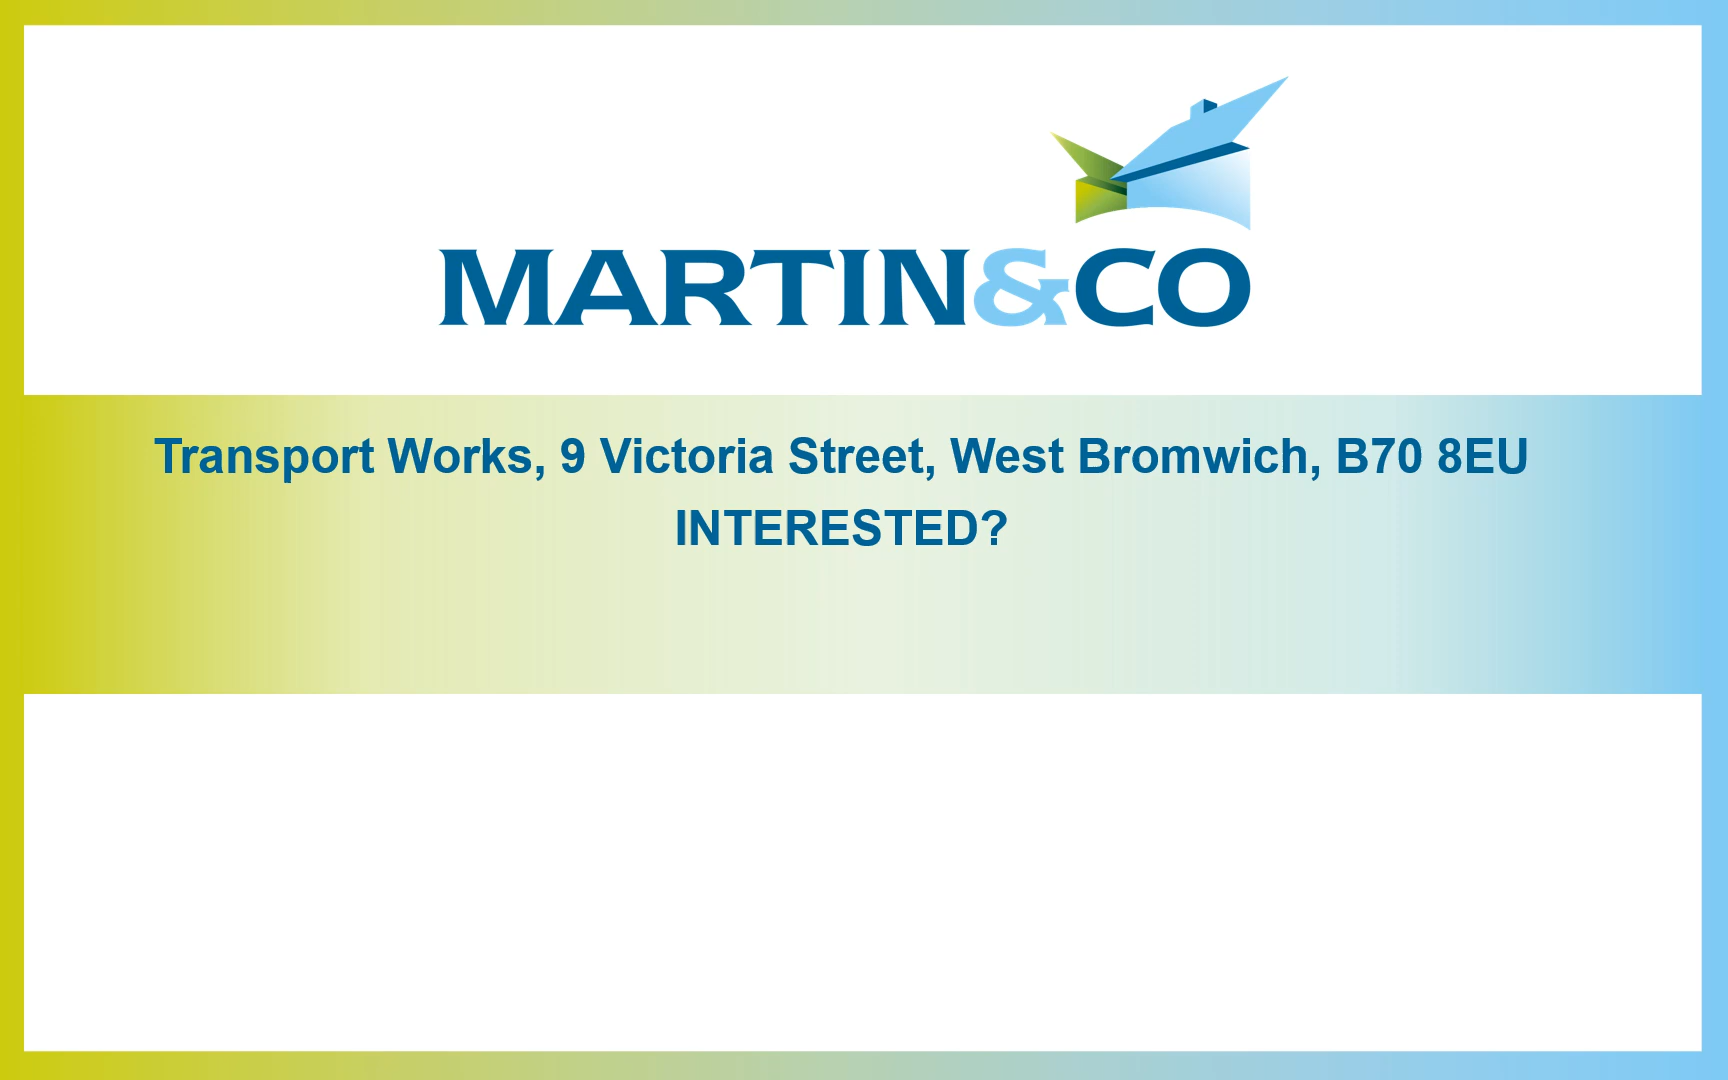 MARTIN&CO
Transport Works, 9 Victoria Street, West Bromwich, B70 8EU
INTERESTED?